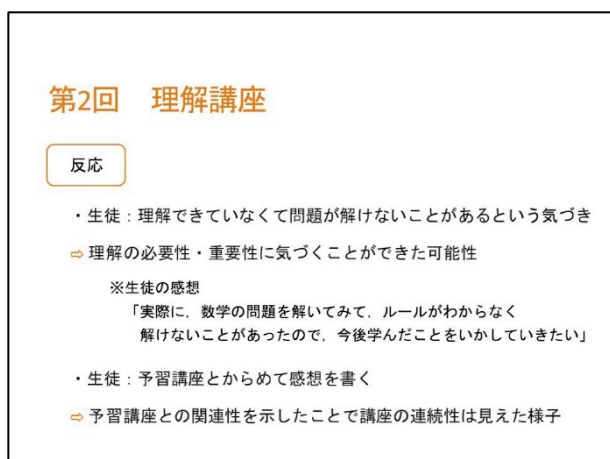 第2回　理解講座
反応
・生徒：理解できていなくて問題が解けないことがあるという気づき
⇨ 理解の必要性・重要性に気づくことができた可能性
※生徒の感想
「実際に，数学の問題を解いてみて，ルールがわからなく
解けないことがあったので，今後学んだことをいかしていきたい」
・生徒：予習講座とからめて感想を書く
⇨ 予習講座との関連性を示したことで講座の連続性は見えた様子